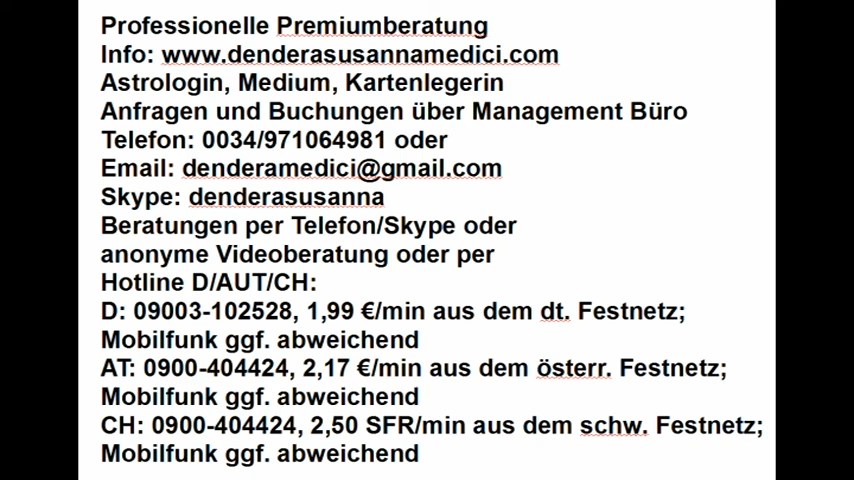 Professionelle Premiumberatung
Info: www.denderasusannamedici.com
Astrologin, Medium, Kartenlegerin
Anfragen und Buchungen über Management Büro
Telefon: 0034/971064981 oder
Email: denderamedici@gmail.com
Skype: denderasusanna
Beratungen per Telefon/Skype oder
anonyme Videoberatung oder per
Hotline D/AUT/CH:
D: 09003-102528, 1,99 €/min aus dem dt. Festnetz;
Mobilfunk ggf. abweichend
AT: 0900-404424, 2,17 €/min aus dem österr. Festnetz;
Mobilfunk ggf. abweichend
CH: 0900-404424, 2,50 SFR/min aus dem schw. Festnetz;
Mobilfunk ggf. abweichend